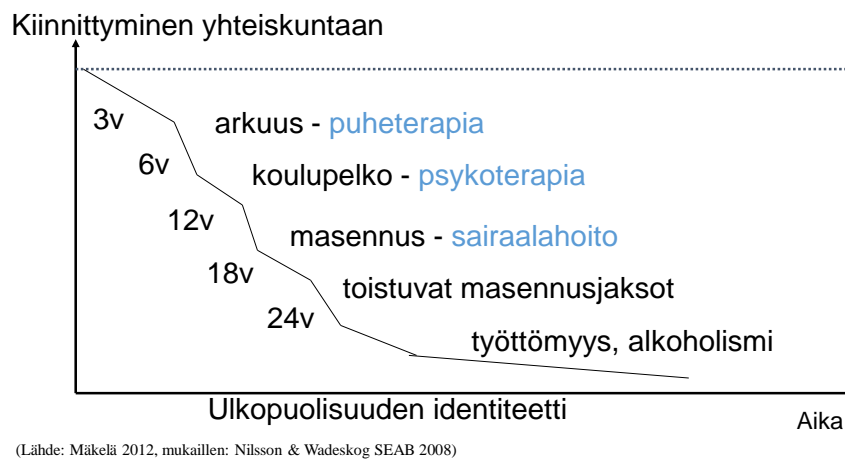 Kiinnittyminen yhteiskuntaan
3v
arkuus - puheterapia
6v
koulupelko - psykoterapia
12v
masennus - sairaalahoito
18v
toistuvat masennusjaksot
24v
työttömyys, alkoholismi
Ulkopuolisuuden identiteetti
Aika
(Lähde: Mäkelä 2012, mukaillen: Nilsson & Wadeskog SEAB 2008)